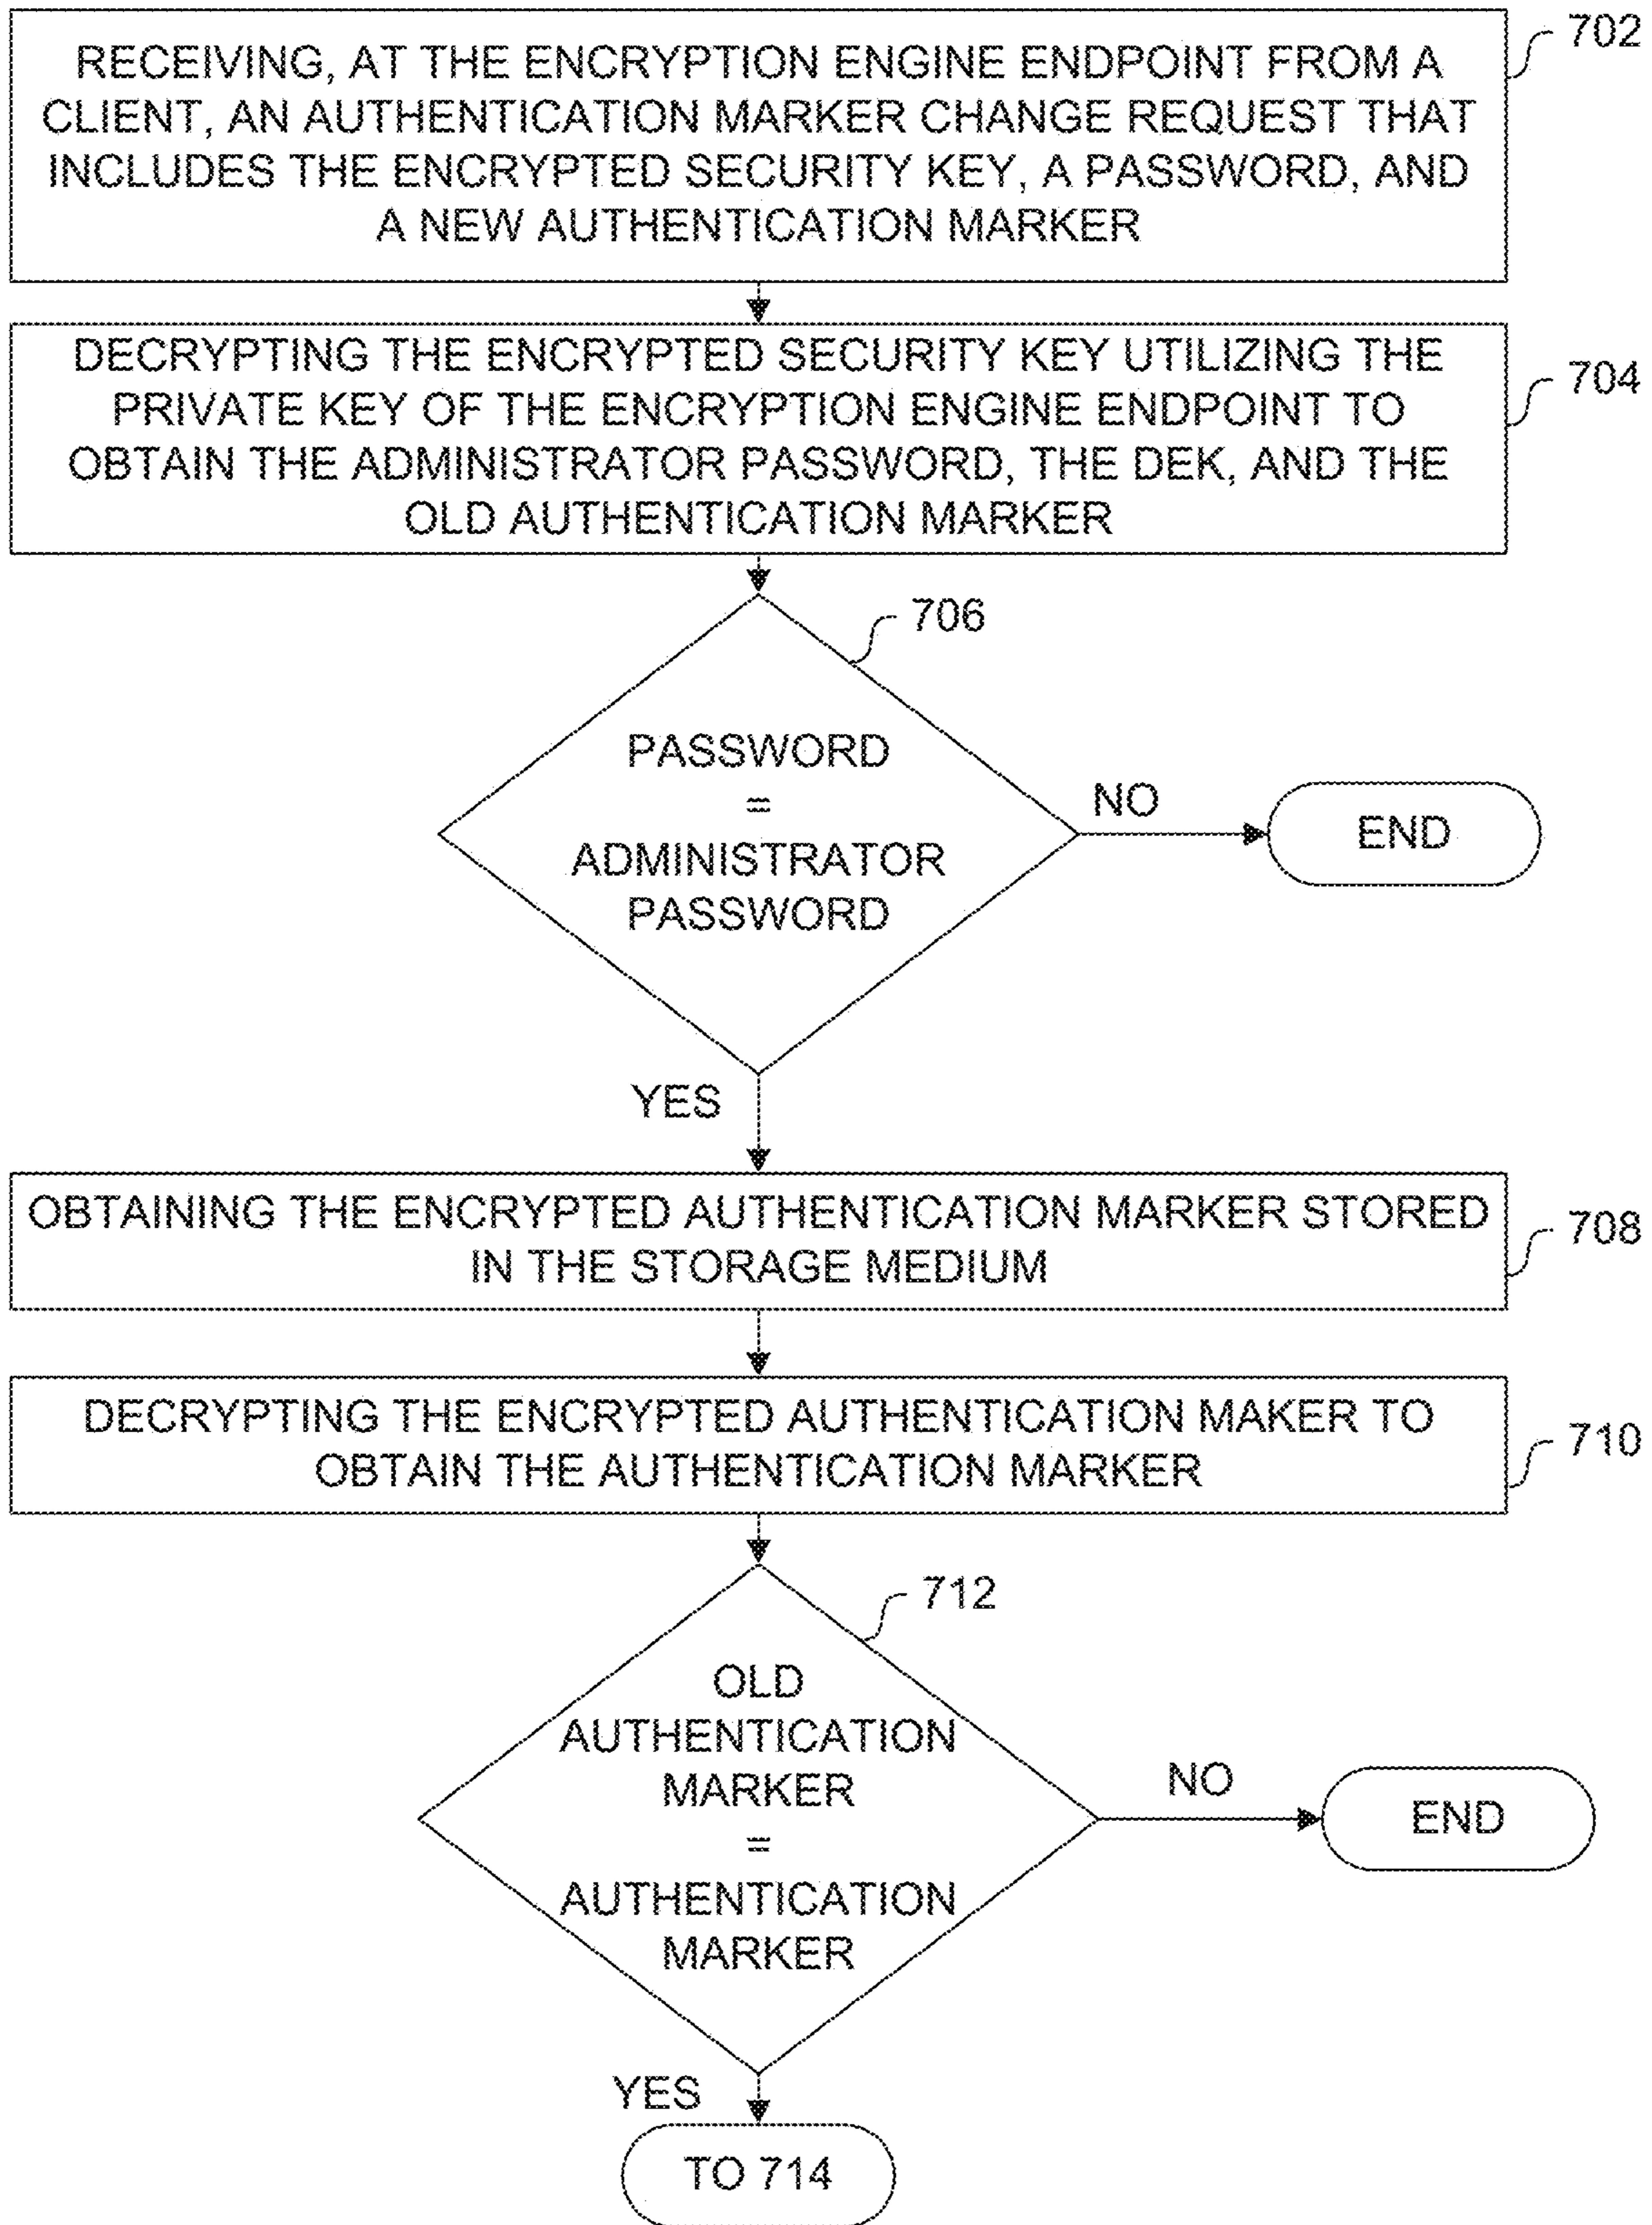 702
RECEIVING, AT THE ENCRYPTION ENGINE ENDPOINT FROM A
CLIENT, AN AUTHENTICATION MARKER CHANGE REQUEST THAT
INCLUDES THE ENCRYPTED SECURITY KEY, A PASSWORD, AND
A NEW AUTHENTICATION MARKER
704
DECRYPTING THE ENCRYPTED SECURITY KEY UTILIZING THE
PRIVATE KEY OF THE ENCRYPTION ENGINE ENDPOINT TO
OBTAIN THE ADMINISTRATOR PASSWORD, THE DEK, AND THE
OLD AUTHENTICATION MARKER
706
PASSWORD
=
ADMINISTRATOR
PASSWORD
NO
END
YES
OBTAINING THE ENCRYPTED AUTHENTICATION MARKER STORED
IN THE STORAGE MEDIUM
708
DECRYPTING THE ENCRYPTED AUTHENTICATION MAKER TO
OBTAIN THE AUTHENTICATION MARKER
710
712
OLD
AUTHENTICATION
MARKER
=
AUTHENTICATION
MARKER
NO
END
YES
TO 714